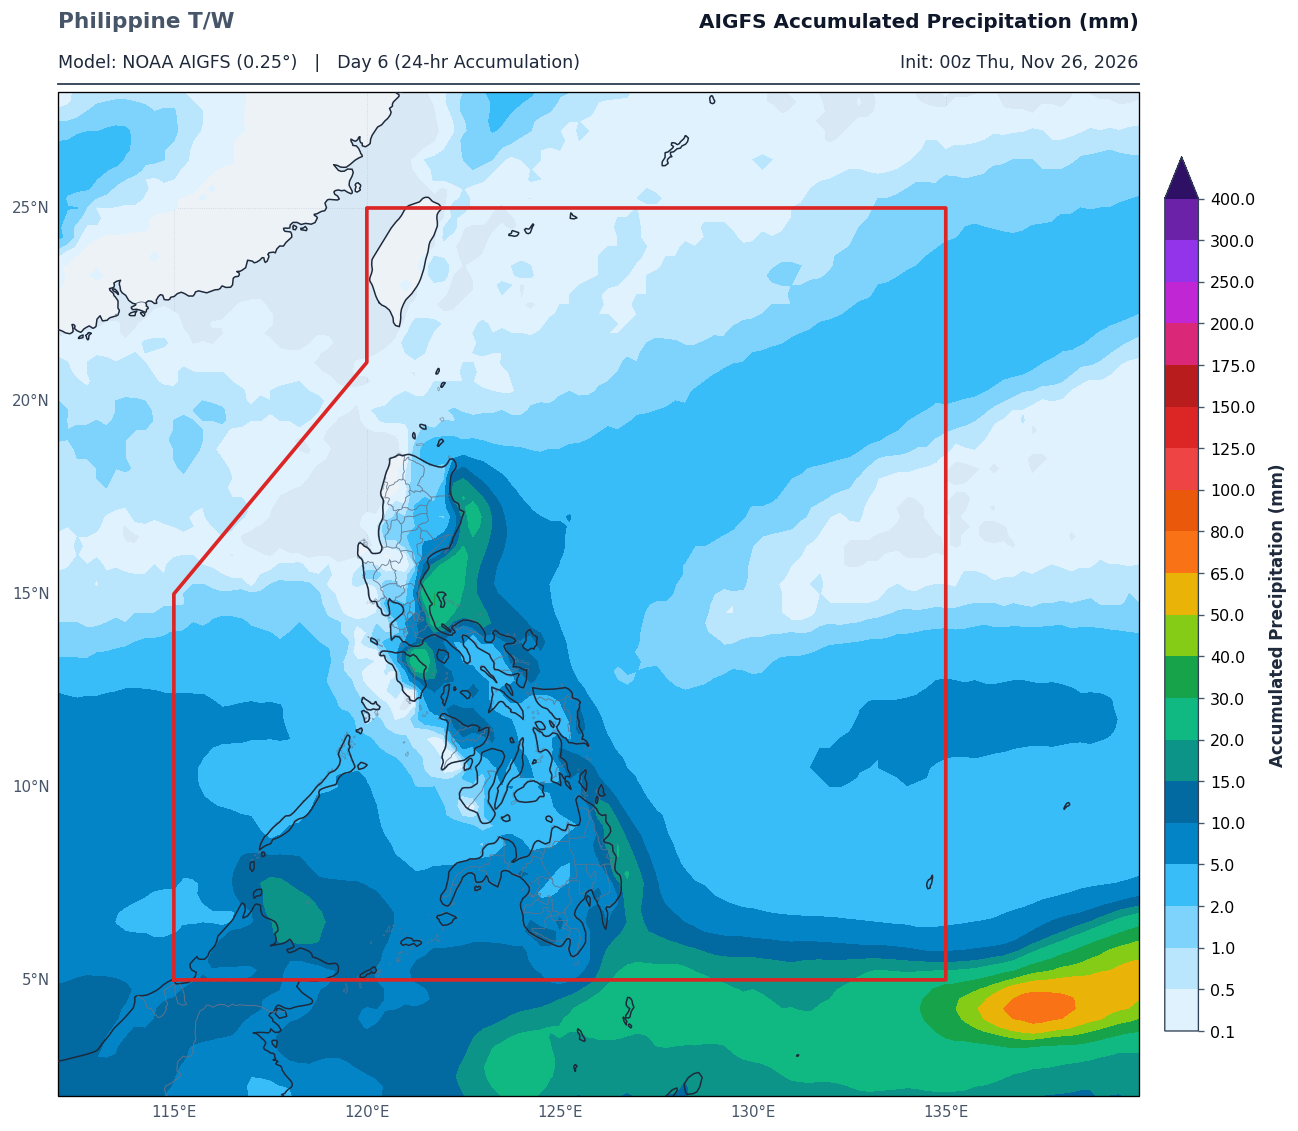 Philippine T/W
AIGFS Accumulated Precipitation (mm)
Model: NOAA AIGFS (0.25°) | Day 6 (24-hr Accumulation)
Init: 00z Thu, Nov 26, 2026
25°N
20°N
15°N
10°N
5°N
115°E
120°E
125°E
130°E
135°E
400.0
300.0
250.0
200.0
175.0
150.0
125.0
100.0
80.0
65.0
50.0
40.0
30.0
20.0
15.0
10.0
5.0
2.0
1.0
0.5
0.1
Accumulated Precipitation (mm)